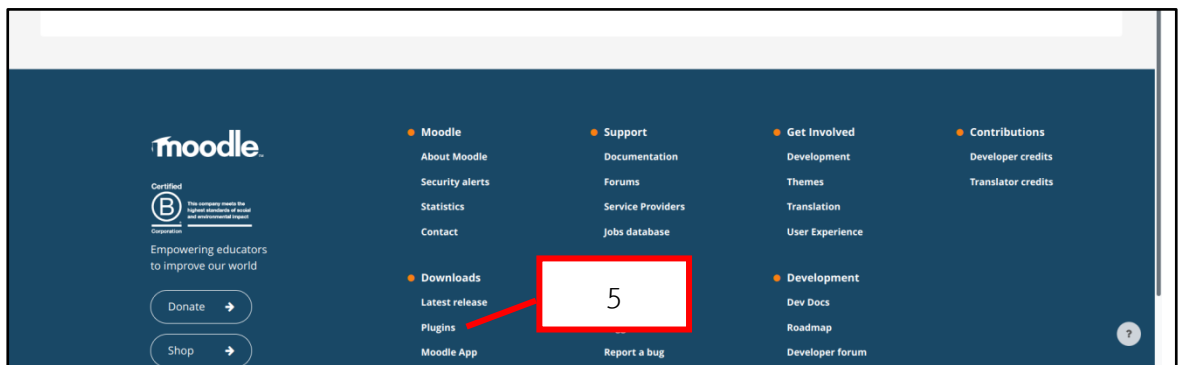 moodle
Certified
B
This company meets the
highest standards of social
and environmental impact
Corporation
Empowering educators
to improve our world
Donate
Shop
Moodle
About Moodle
Security alerts
Statistics
Contact
Support
Documentation
Forums
Service Providers
Jobs database
Get Involved
Development
Themes
Translation
User Experience
Contributions
Developer credits
Translator credits
Downloads
Latest release
Plugins
Moodle App
5
Report a bug
Development
Dev Docs
Roadmap
Developer forum
?